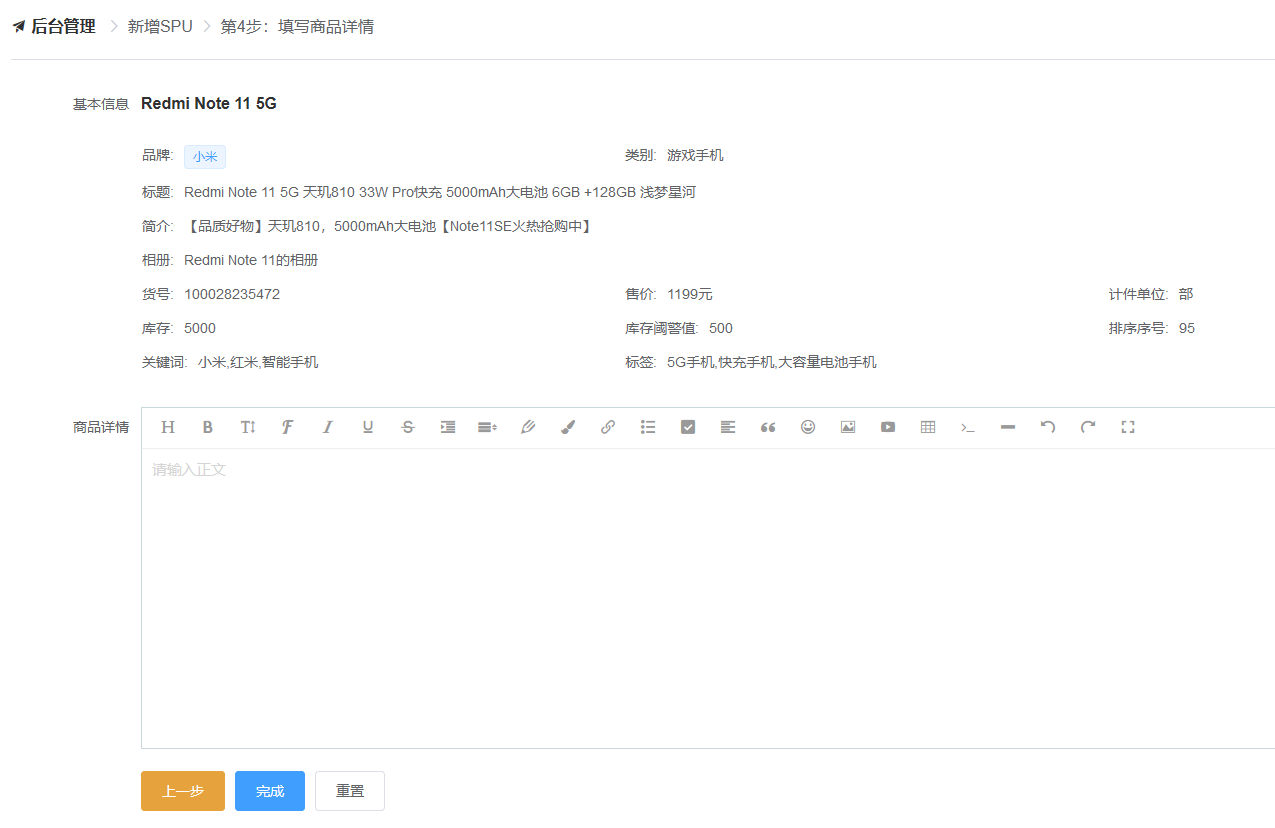 后台管理 新增SPU 第4步：填写商品详情
基本信息 Redmi Note 11 5G
品牌: 小米 类别: 游戏手机
标题: Redmi Note 11 5G 天玑810 33W Pro快充 5000mAh大电池 6GB +128GB 浅梦星河
简介: 【品质好物】天玑810，5000mAh大电池【Note11SE火热抢购中】
相册: Redmi Note 11的相册
货号: 100028235472 售价: 1199元 计件单位: 部
库存: 5000 库存阈警值: 500 排序序号: 95
关键词: 小米,红米,智能手机 标签: 5G手机,快充手机,大容量电池手机
商品详情
请输入正文
上一步 完成 重置